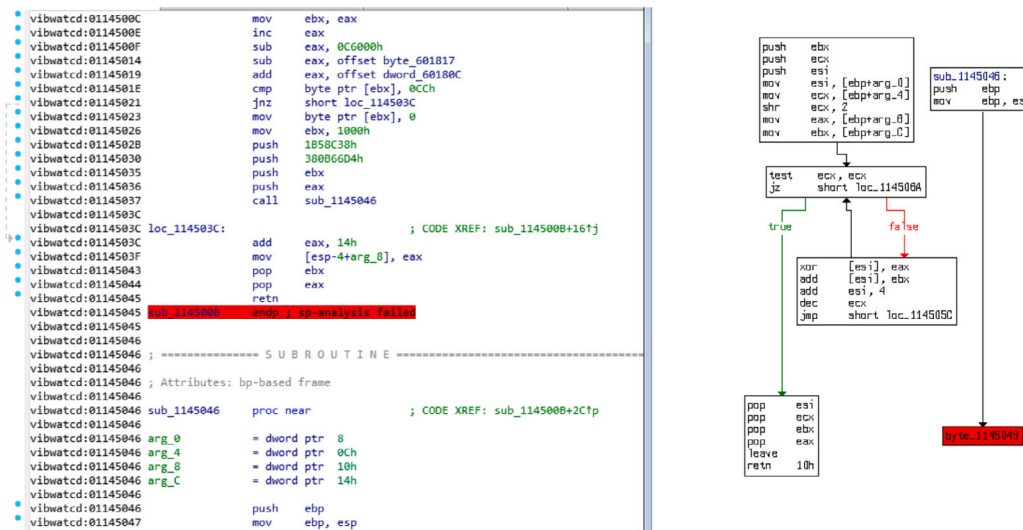 vibwatcd:0114500C mov ebx, eax
vibwatcd:0114500E inc eax
vibwatcd:0114500F sub eax, 0C6000h
vibwatcd:01145014 sub eax, offset byte_601817
vibwatcd:01145019 add eax, offset dword_60180C
vibwatcd:0114501E cmp byte ptr [ebx], 0CCh
vibwatcd:01145021 jnz short loc_114503C
vibwatcd:01145023 mov byte ptr [ebx], 0
vibwatcd:01145026 mov ebx, 1000h
vibwatcd:0114502B push 1B58C38h
vibwatcd:01145030 push 380B66D4h
vibwatcd:01145035 push ebx
vibwatcd:01145036 push eax
vibwatcd:01145037 call sub_1145046
vibwatcd:0114503C
vibwatcd:0114503C loc_114503C: ; CODE XREF: sub_114500B+16↑j
vibwatcd:0114503C add eax, 14h
vibwatcd:0114503F mov [esp-4+arg_8], eax
vibwatcd:01145043 pop ebx
vibwatcd:01145044 pop eax
vibwatcd:01145045 retn
vibwatcd:01145045 sub_114500B endp ; sp-analysis failed
vibwatcd:01145045
vibwatcd:01145046
vibwatcd:01145046 ; =============== S U B R O U T I N E =======================================
vibwatcd:01145046
vibwatcd:01145046 ; Attributes: bp-based frame
vibwatcd:01145046
vibwatcd:01145046 sub_1145046 proc near ; CODE XREF: sub_114500B+2C↑p
vibwatcd:01145046
vibwatcd:01145046 arg_0 = dword ptr 8
vibwatcd:01145046 arg_4 = dword ptr 0Ch
vibwatcd:01145046 arg_8 = dword ptr 10h
vibwatcd:01145046 arg_C = dword ptr 14h
vibwatcd:01145046
vibwatcd:01145046 push ebp
vibwatcd:01145047 mov ebp, esp
push ebx
push ecx
push esi
mov esi, [ebp+arg_0]
mov ecx, [ebp+arg_4]
shr ecx, 2
mov eax, [ebp+arg_8]
mov ebx, [ebp+arg_C]
sub_1145046:
push ebp
mov ebp, es
test ecx, ecx
jz short loc_114506A
true
false
xor [esi], eax
add [esi], ebx
add esi, 4
dec ecx
jmp short loc_114505C
pop esi
pop ecx
pop ebx
pop eax
leave
retn 10h
byte_1145049